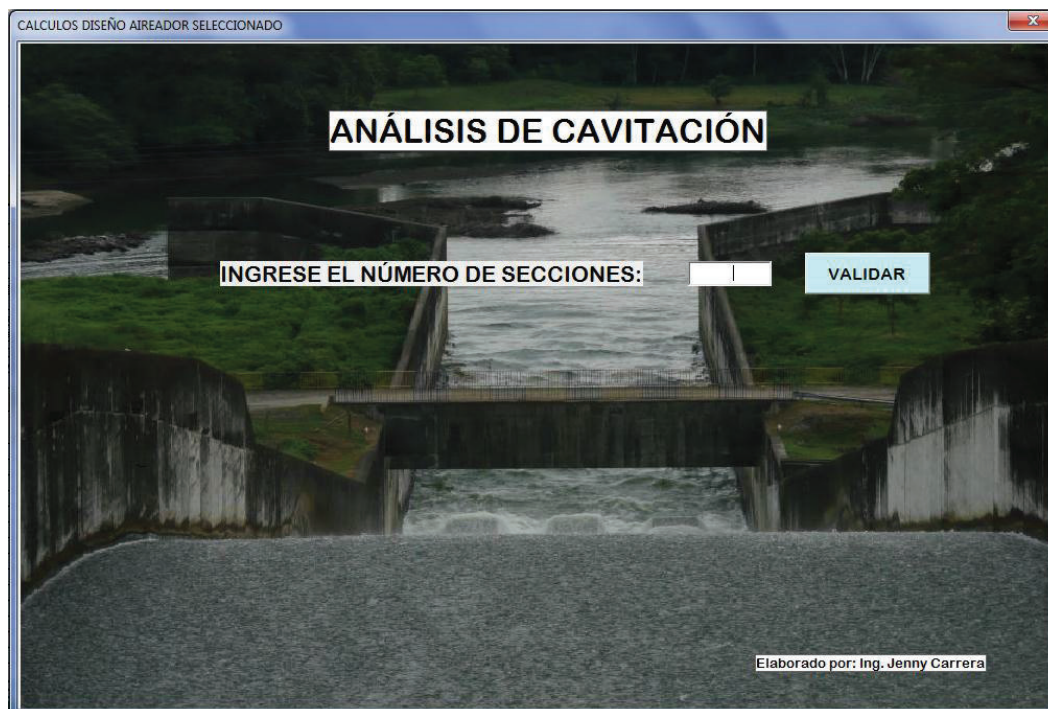 CALCULOS DISEÑO AIREADOR SELECCIONADO
ANÁLISIS DE CAVITACIÓN
INGRESE EL NÚMERO DE SECCIONES:
VALIDAR
Elaborado por: Ing. Jenny Carrera